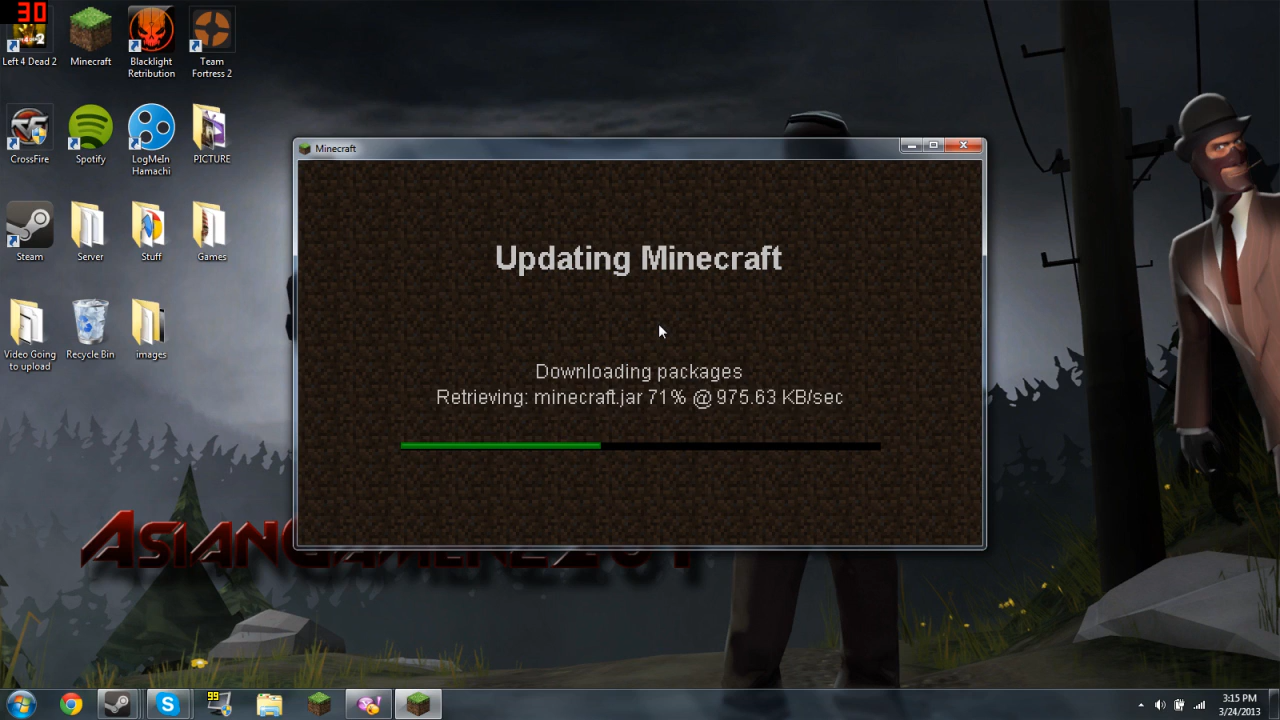 30
Left 4 Dead 2
Minecraft
Blacklight
Retribution
Team
Fortress 2
CrossFire
Spotify
LogMeIn
Hamachi
PICTURE
Steam
Server
Stuff
Games
Video Going
to upload
Recycle Bin
images
Minecraft
Updating Minecraft
Downloading packages
Retrieving: minecraft.jar 71% @ 975.63 KB/sec
99
3:15 PM
3/24/2013